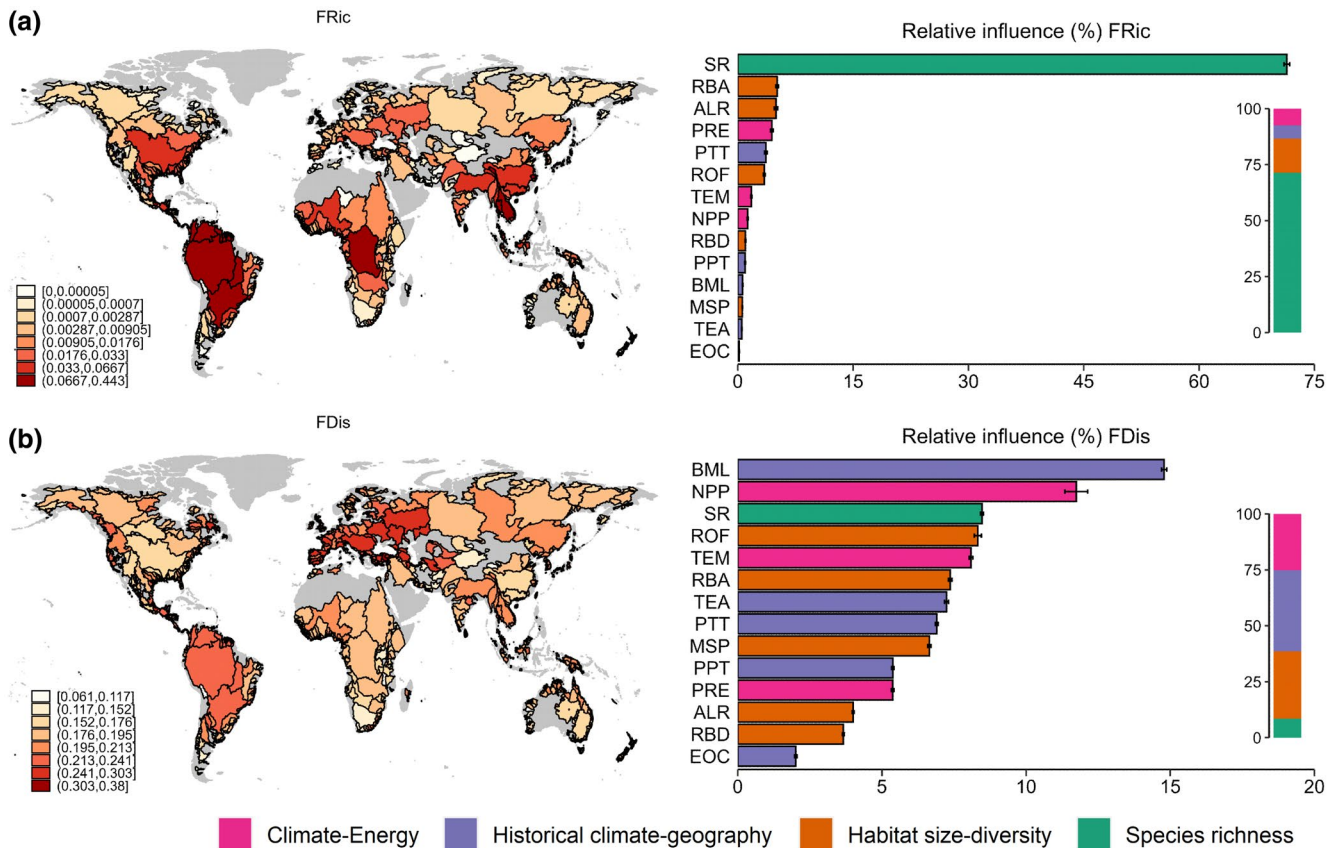 (a)
FRic
[0,0.00005]
(0.00005,0.0007]
(0.0007,0.00287]
(0.00287,0.00905]
(0.00905,0.0176]
(0.0176,0.033]
(0.033,0.0667]
(0.0667,0.443]
Relative influence (%) FRic
SR
RBA
ALR
PRE
PTT
ROF
TEM
NPP
RBD
PPT
BML
MSP
TEA
EOC
0 15 30 45 60 75
100
75
50
25
0
(b)
FDis
[0.061,0.117]
(0.117,0.152]
(0.152,0.176]
(0.176,0.195]
(0.195,0.213]
(0.213,0.241]
(0.241,0.303]
(0.303,0.38]
Relative influence (%) FDis
BML
NPP
SR
ROF
TEM
RBA
TEA
PTT
MSP
PPT
PRE
ALR
RBD
EOC
0 5 10 15 20
100
75
50
25
0
Climate-Energy Historical climate-geography Habitat size-diversity Species richness